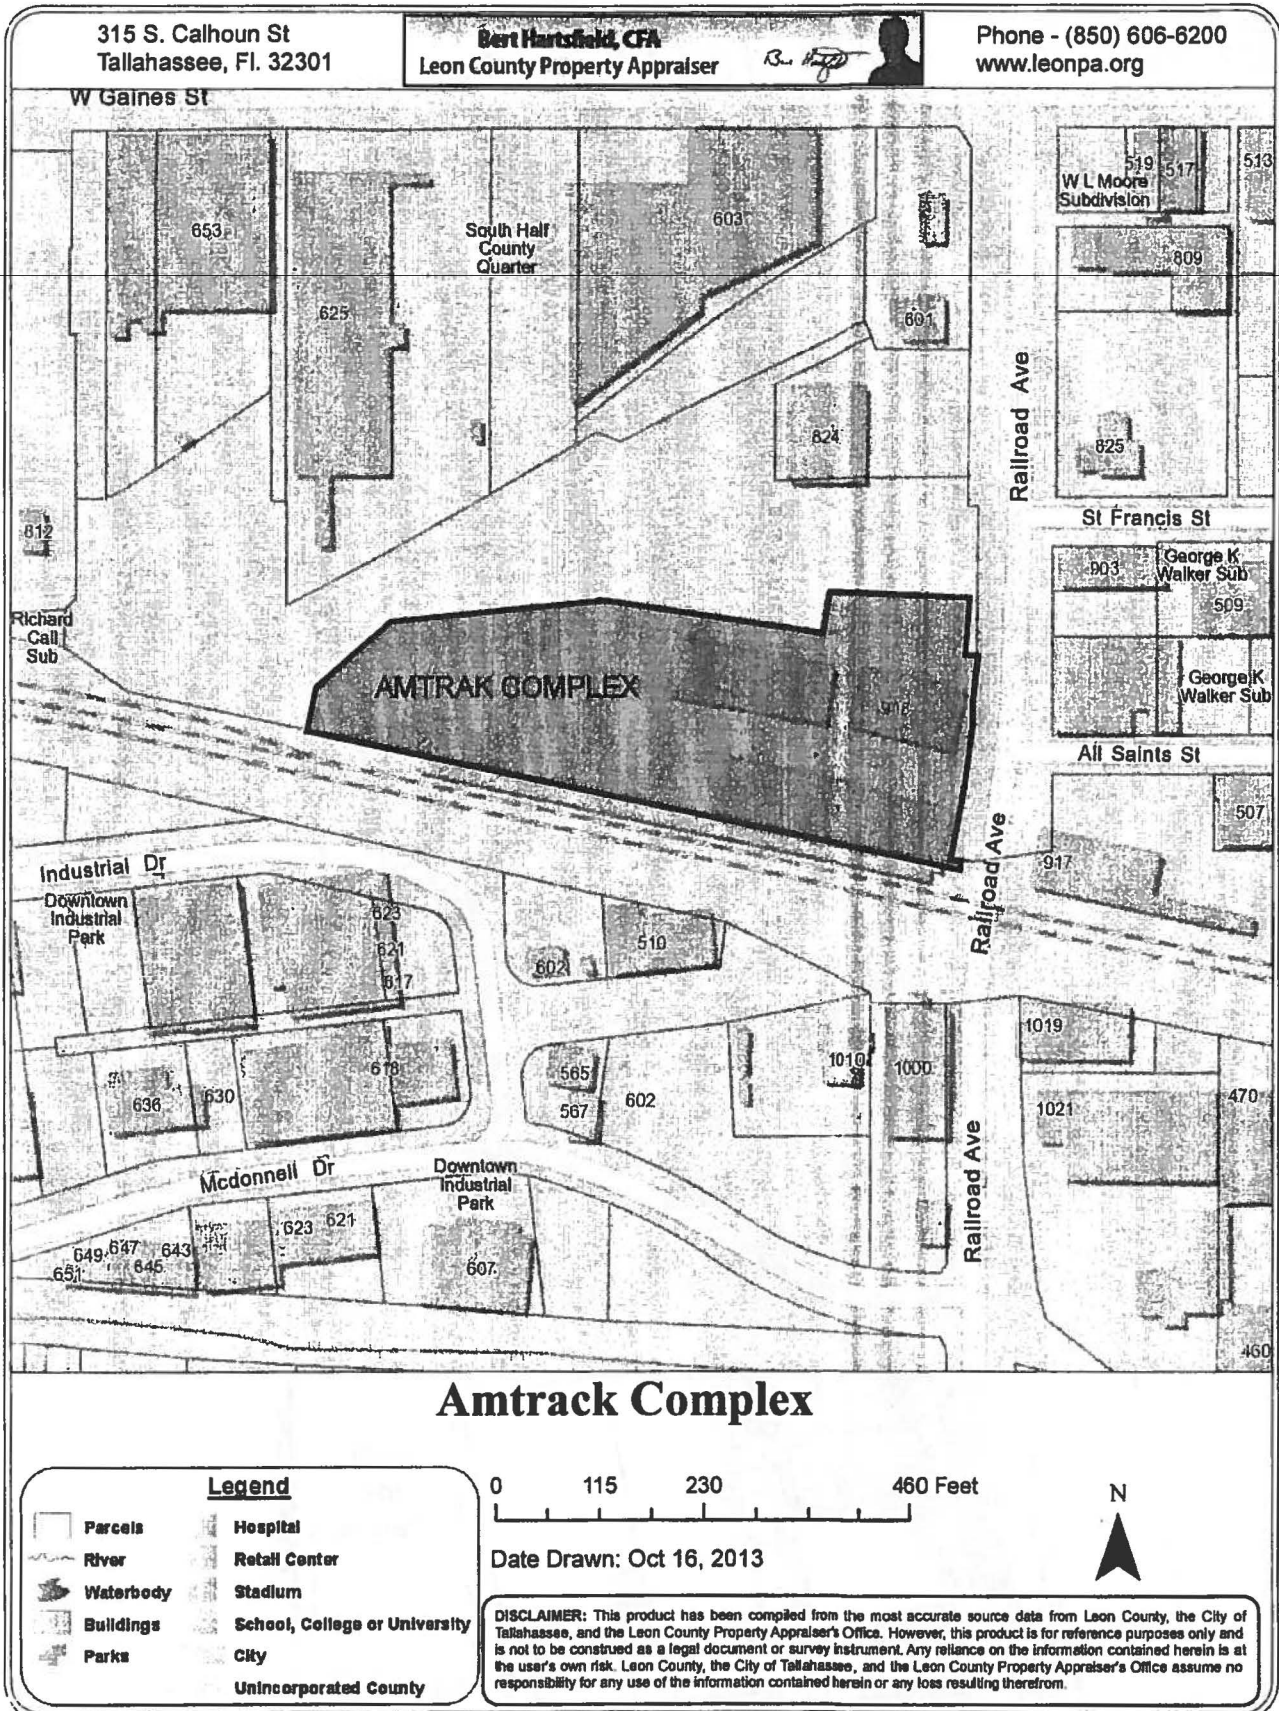 315 S. Calhoun St
Tallahassee, Fl. 32301
Bert Hartsfield, CFA
Leon County Property Appraiser
Phone - (850) 606-6200
www.leonpa.org
W Gaines St
519
517
513
W L Moore
Subdivision
653
South Half
County
Quarter
603
809
625
601
Railroad Ave
824
825
812
St Francis St
903
George K
Walker Sub
509
Richard
Call
Sub
AMTRAK COMPLEX
George K
Walker Sub
All Saints St
507
917
Railroad Ave
Industrial Dr
Downtown
Industrial
Park
623
621
617
510
602
1019
1010
1000
565
567
602
618
636
630
470
1021
Mcdonnell Dr
Downtown
Industrial
Park
Railroad Ave
623
621
649
647
643
651
645
607
460
Amtrack Complex
Legend
Parcels
River
Waterbody
Buildings
Parks
Hospital
Retail Center
Stadium
School, College or University
City
Unincorporated County
0 115 230 460 Feet
N
Date Drawn: Oct 16, 2013
DISCLAIMER: This product has been compiled from the most accurate source data from Leon County, the City of
Tallahassee, and the Leon County Property Appraiser's Office. However, this product is for reference purposes only and
is not to be construed as a legal document or survey instrument. Any reliance on the information contained herein is at
the user's own risk. Leon County, the City of Tallahassee, and the Leon County Property Appraiser's Office assume no
responsibility for any use of the information contained herein or any loss resulting therefrom.